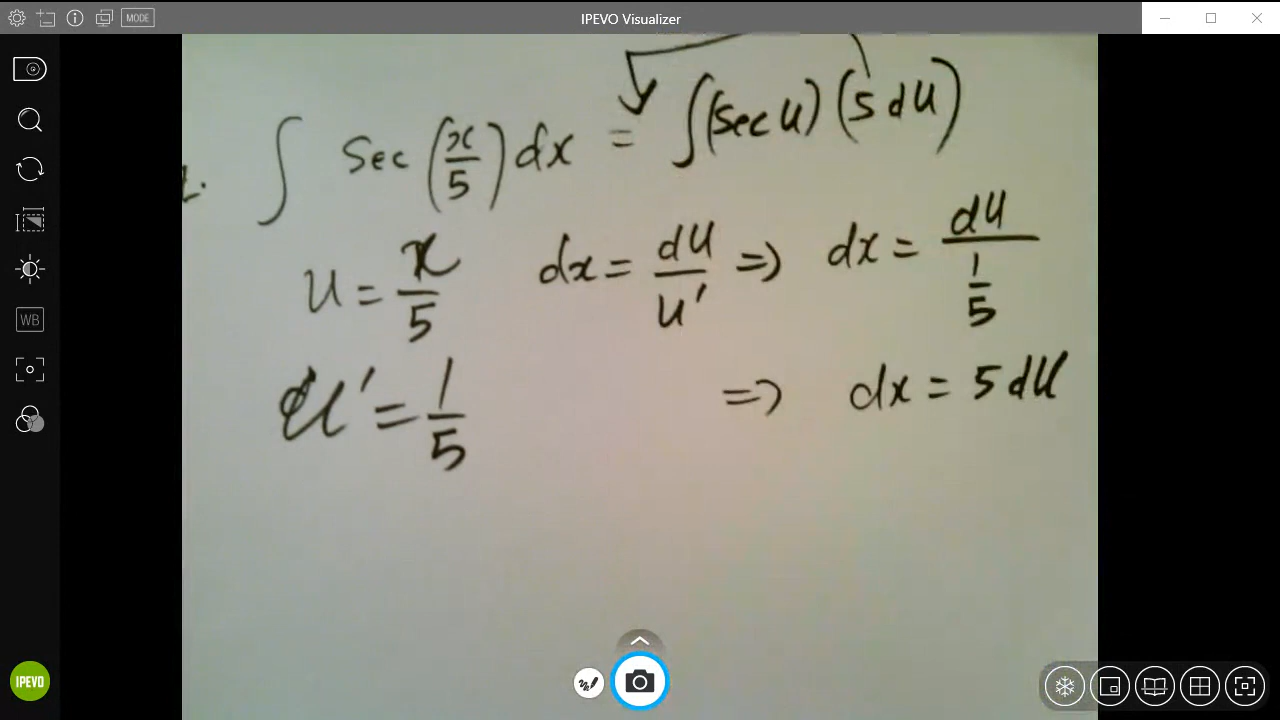 IPEVO Visualizer
MODE
∫ Sec (x/5) dx = ∫(Sec u) (5 du)
u = x/5 dx = du/u' => dx = du/(1/5)
u' = 1/5 => dx = 5 du
WB
IPEVO